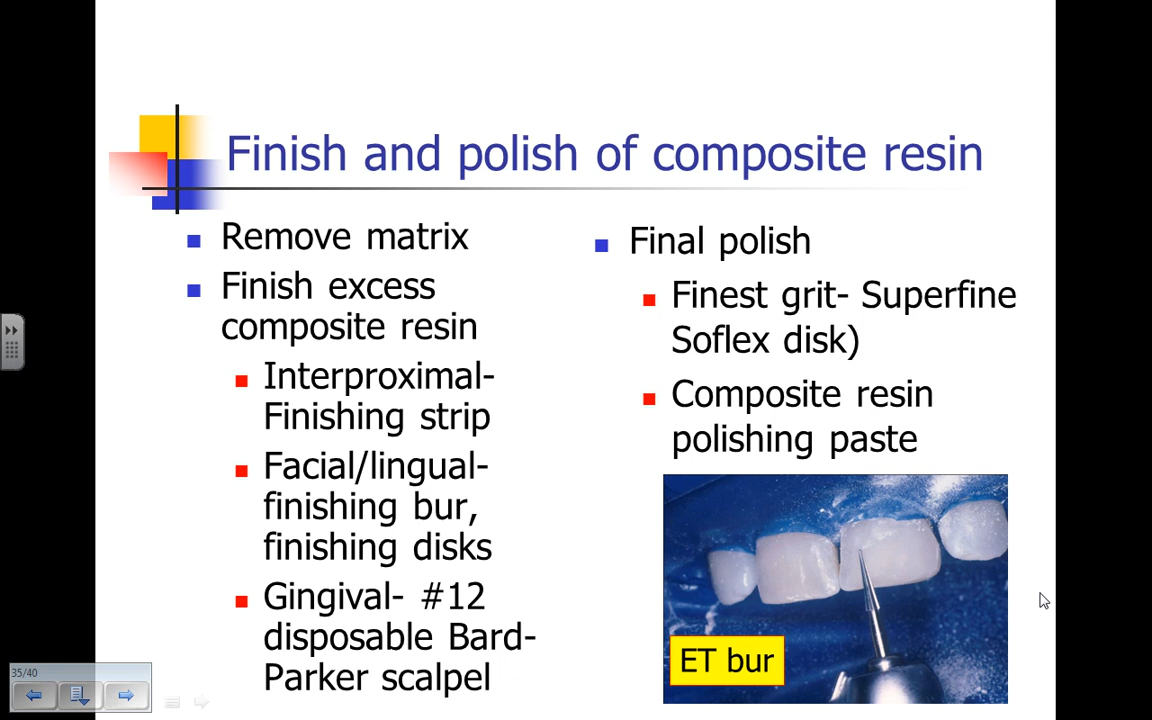 Finish and polish of composite resin
Remove matrix
Finish excess
composite resin
Interproximal-
Finishing strip
Facial/lingual-
finishing bur,
finishing disks
Gingival- #12
disposable Bard-
Parker scalpel
Final polish
Finest grit- Superfine
Soflex disk)
Composite resin
polishing paste
ET bur
35/40